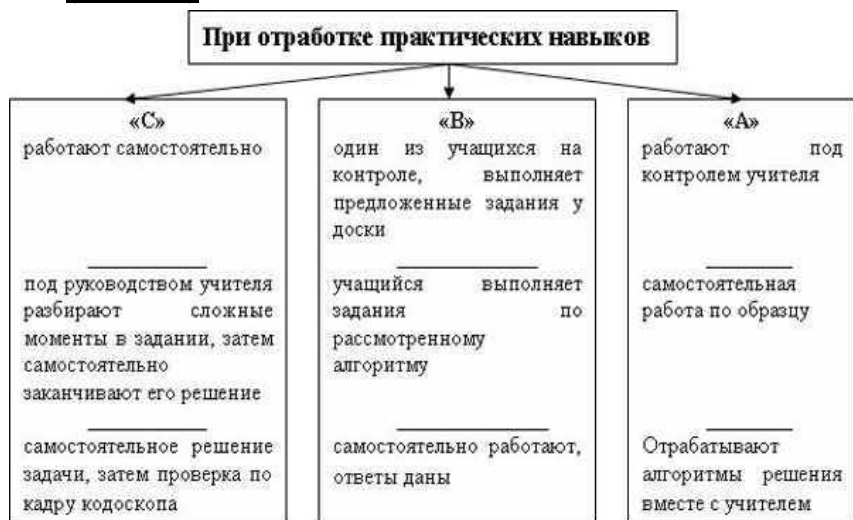 При отработке практических навыков
«С»
работают самостоятельно
под руководством учителя
разбирают сложные
моменты в задании, затем
самостоятельно
заканчивают его решение
самостоятельное решение
задачи, затем проверка по
кадру кодоскопа
«В»
один из учащихся на
контроле, выполняет
предложенные задания у
доски
учащийся выполняет
задания по
рассмотренному
алгоритму
самостоятельно работают,
ответы даны
«А»
работают под
контролем учителя
самостоятельная
работа по образцу
Отрабатывают
алгоритмы решения
вместе с учителем